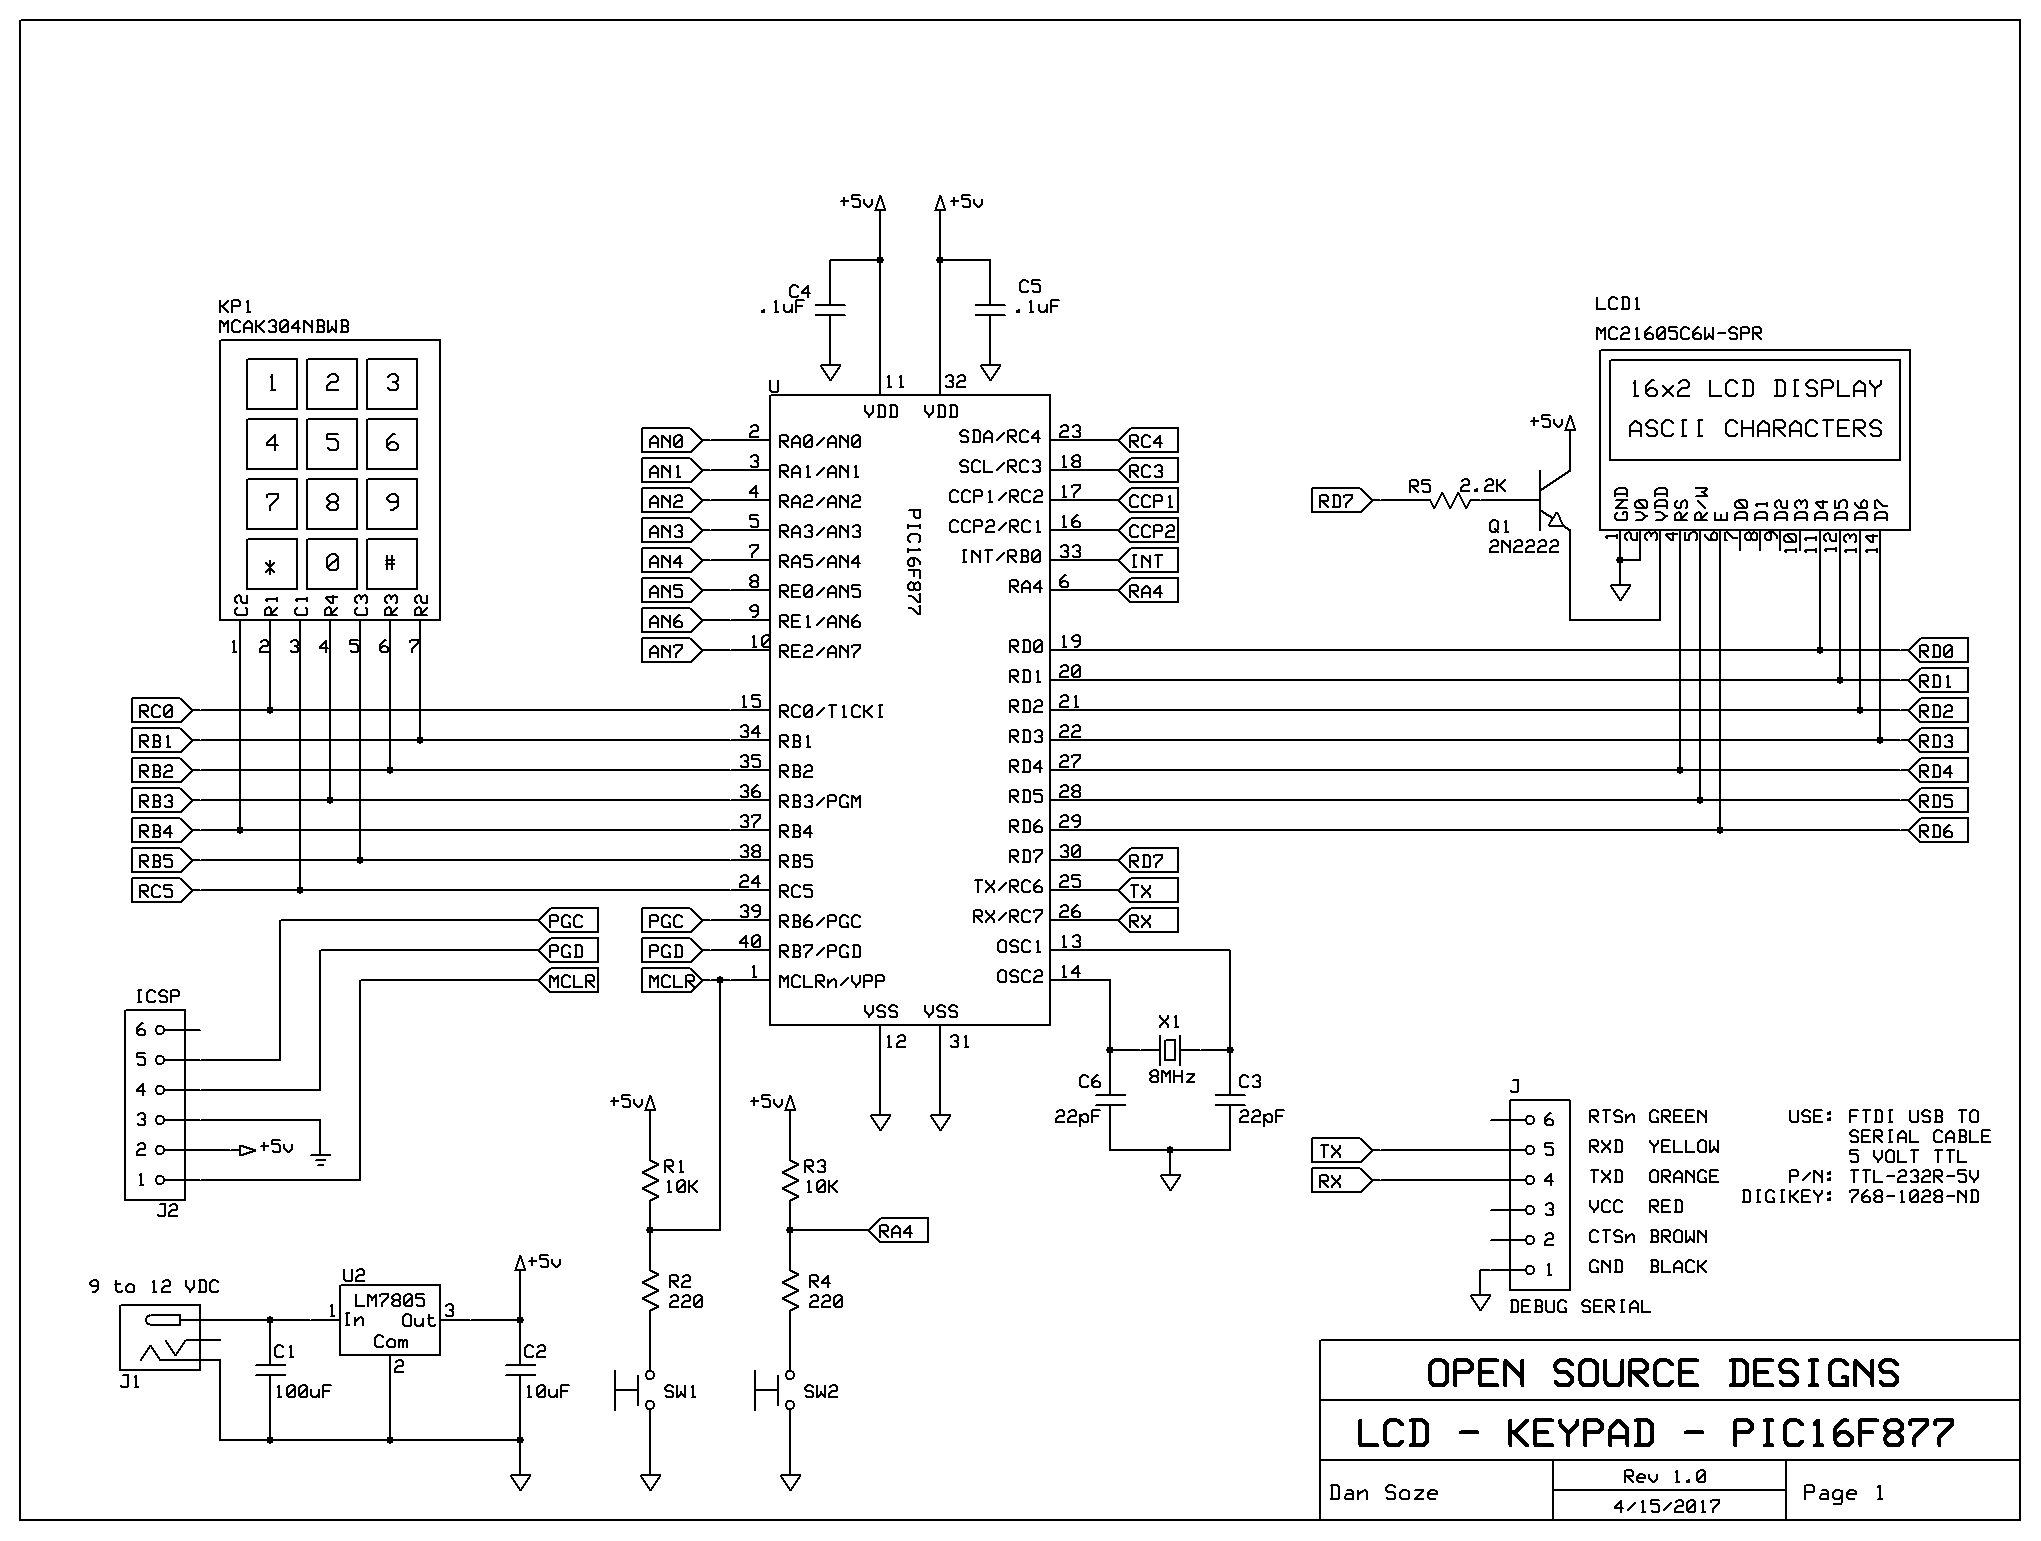 +5v
+5v
C4
.1uF
C5
.1uF
KP1
MCAK304NBWB
1 2 3
4 5 6
7 8 9
* 0 #
C2 R1 C1 R4 C3 R3 R2
1 2 3 4 5 6 7
RC0
RB1
RB2
RB3
RB4
RB5
RC5
U
11 32
VDD VDD
PIC16F877
AN0 2 RA0/AN0
AN1 3 RA1/AN1
AN2 4 RA2/AN2
AN3 5 RA3/AN3
AN4 7 RA5/AN4
AN5 8 RE0/AN5
AN6 9 RE1/AN6
AN7 10 RE2/AN7
15 RC0/T1CKI
34 RB1
35 RB2
36 RB3/PGM
37 RB4
38 RB5
24 RC5
PGC 39 RB6/PGC
PGD 40 RB7/PGD
MCLR 1 MCLRn/VPP
VSS VSS
12 31
SDA/RC4 23 RC4
SCL/RC3 18 RC3
CCP1/RC2 17 CCP1
CCP2/RC1 16 CCP2
INT/RB0 33 INT
RA4 6 RA4
RD0 19 RD0
RD1 20 RD1
RD2 21 RD2
RD3 22 RD3
RD4 27 RD4
RD5 28 RD5
RD6 29 RD6
RD7 30 RD7
TX/RC6 25 TX
RX/RC7 26 RX
OSC1 13
OSC2 14
LCD1
MC21605C6W-SPR
16x2 LCD DISPLAY
ASCII CHARACTERS
GND V0 VDD RS R/W E D0 D1 D2 D3 D4 D5 D6 D7
1 2 3 4 5 6 7 8 9 10 11 12 13 14
+5v
RD7
R5 2.2K
Q1
2N2222
PGC
PGD
MCLR
ICSP
6
5
4
3
2 +5v
1
J2
X1
8MHz
C6
22pF
C3
22pF
+5v
R1
10K
R2
220
SW1
+5v
R3
10K
RA4
R4
220
SW2
9 to 12 VDC
J1
C1
100uF
U2
LM7805
1 In Out 3
Com
2
+5v
C2
10uF
TX
RX
J
6 RTSn GREEN
5 RXD YELLOW
4 TXD ORANGE
3 VCC RED
2 CTSn BROWN
1 GND BLACK
DEBUG SERIAL
USE: FTDI USB TO
SERIAL CABLE
5 VOLT TTL
P/N: TTL-232R-5V
DIGIKEY: 768-1028-ND
OPEN SOURCE DESIGNS
LCD - KEYPAD - PIC16F877
Dan Soze
Rev 1.0
4/15/2017
Page 1